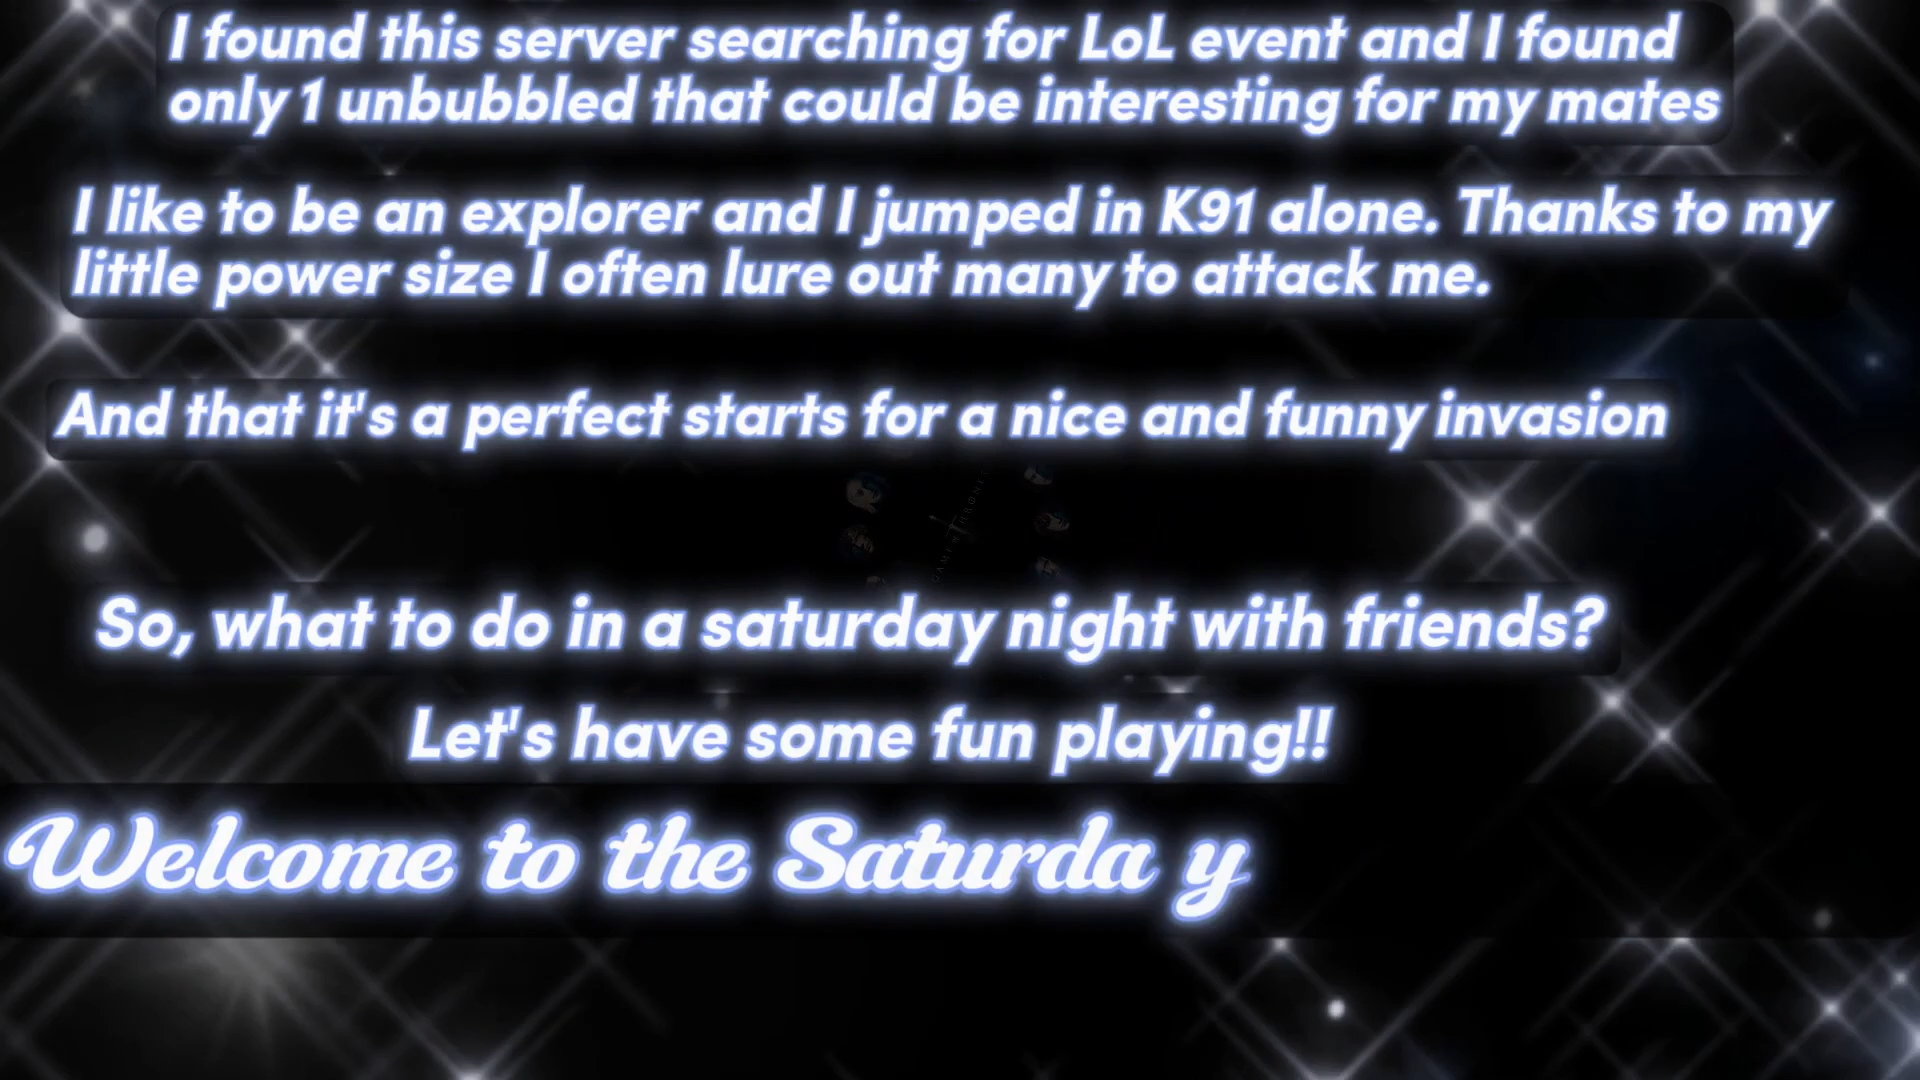 I found this server searching for LoL event and I found
only 1 unbubbled that could be interesting for my mates
I like to be an explorer and I jumped in K91 alone. Thanks to my
little power size I often lure out many to attack me.
And that it's a perfect starts for a nice and funny invasion
So, what to do in a saturday night with friends?
Let's have some fun playing!!
Welcome to the Saturda y